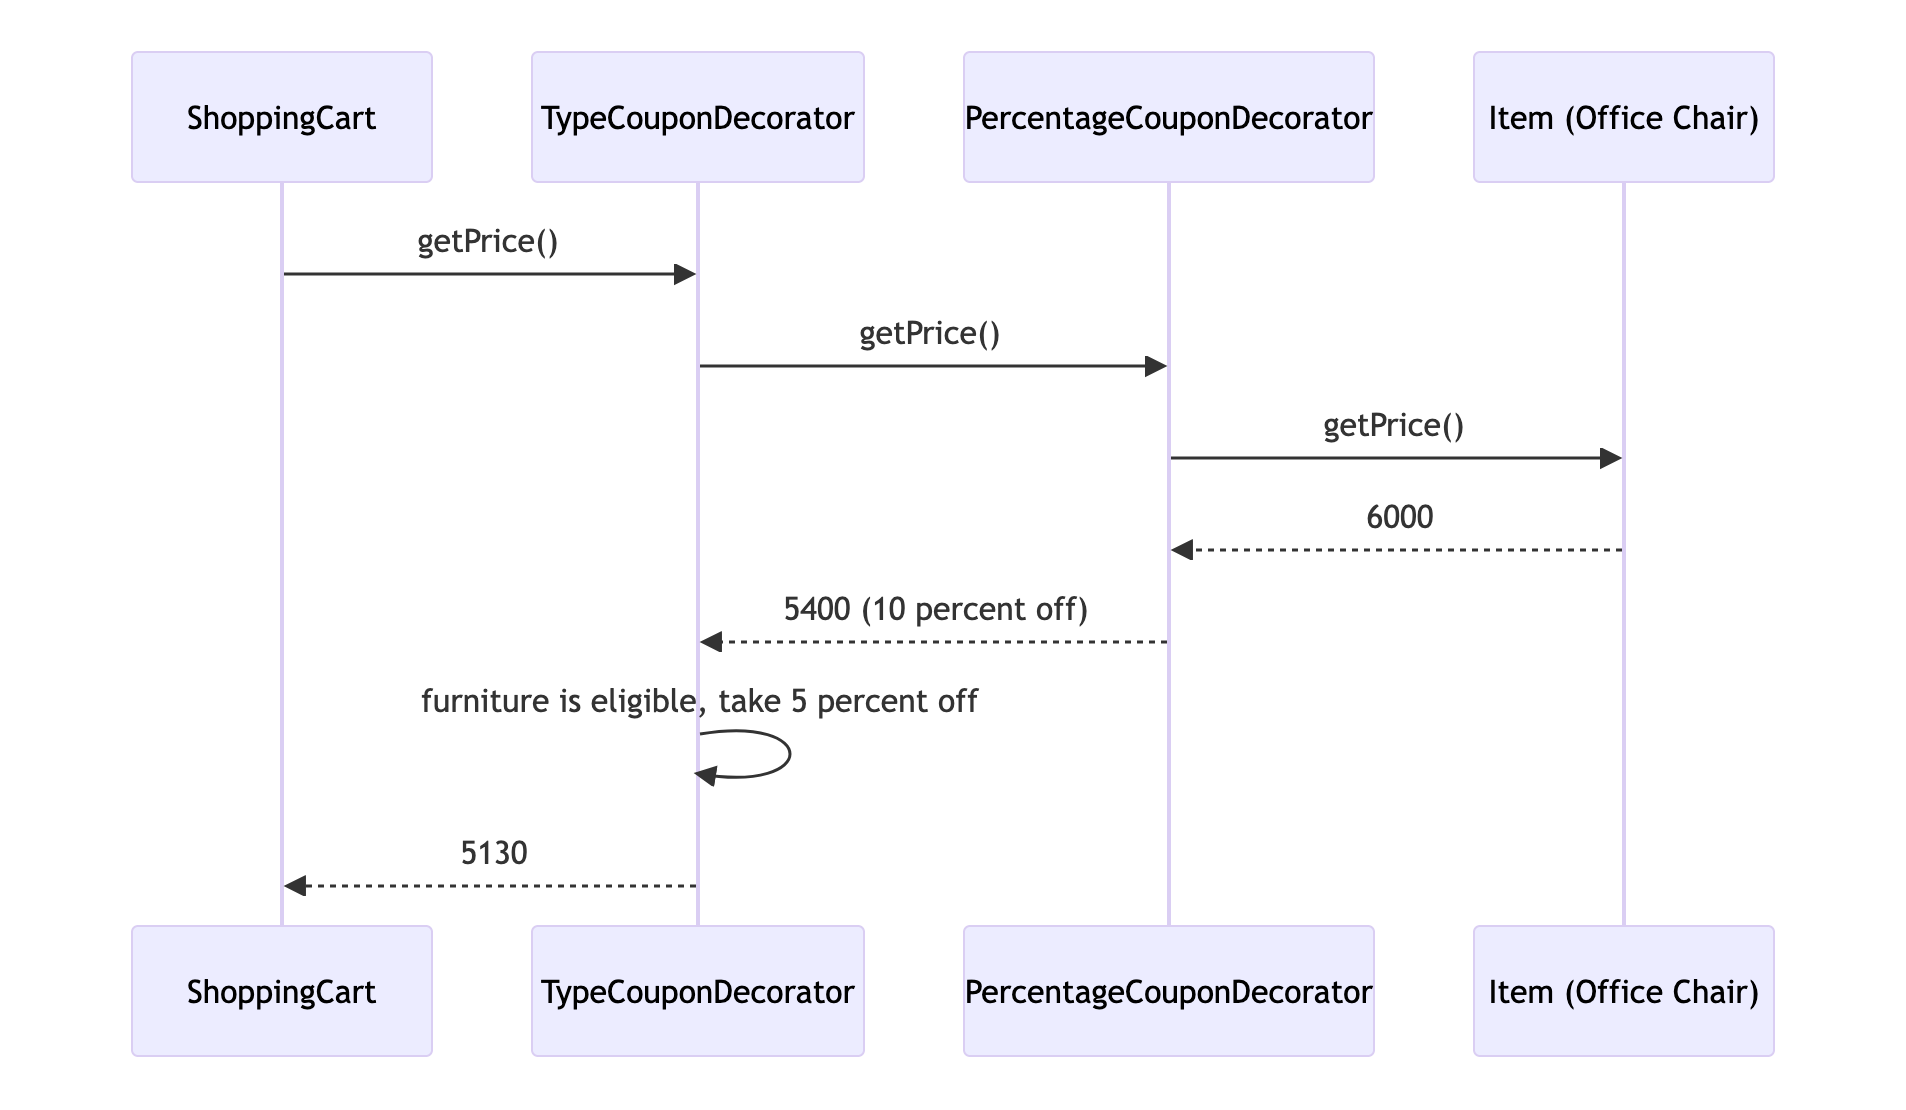 ShoppingCart
TypeCouponDecorator
PercentageCouponDecorator
Item (Office Chair)
getPrice()
getPrice()
getPrice()
6000
5400 (10 percent off)
furniture is eligible, take 5 percent off
5130
ShoppingCart
TypeCouponDecorator
PercentageCouponDecorator
Item (Office Chair)